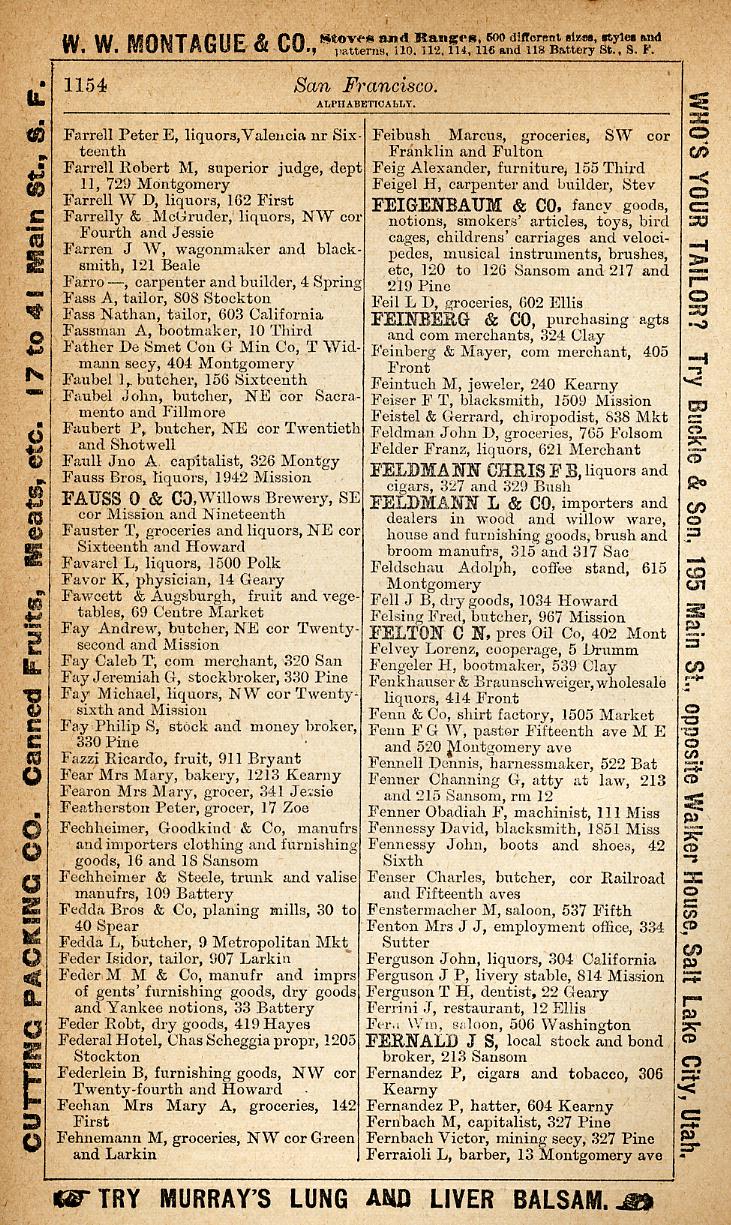 W. W. MONTAGUE & CO., Stoves and Ranges, 500 different sizes, styles and
patterns, 110, 112, 114, 116 and 118 Battery St., S. F.
CUTTING PACKING CO. Canned Fruits, Meats, etc. 17 to 41 Main St., S. F.
1154
San Francisco.
ALPHABETICALLY.
Farrell Peter E, liquors, Valencia nr Six-
teenth
Farrell Robert M, superior judge, dept
11, 729 Montgomery
Farrell W D, liquors, 162 First
Farrelly & McGruder, liquors, NW cor
Fourth and Jessie
Farren J W, wagonmaker and black-
smith, 121 Beale
Farro —, carpenter and builder, 4 Spring
Fass A, tailor, 808 Stockton
Fass Nathan, tailor, 603 California
Fassman A, bootmaker, 10 Third
Father De Smet Con G Min Co, T Wid-
mann secy, 404 Montgomery
Faubel I, butcher, 156 Sixteenth
Faubel John, butcher, NE cor Sacra-
mento and Fillmore
Faubert P, butcher, NE cor Twentieth
and Shotwell
Faull Jno A capitalist, 326 Montgy
Fauss Bros, liquors, 1942 Mission
FAUSS O & CO, Willows Brewery, SE
cor Mission and Nineteenth
Fauster T, groceries and liquors, NE cor
Sixteenth and Howard
Favarel L, liquors, 1500 Polk
Favor K, physician, 14 Geary
Fawcett & Augsburgh, fruit and vege-
tables, 69 Centre Market
Fay Andrew, butcher, NE cor Twenty-
second and Mission
Fay Caleb T, com merchant, 320 San
Fay Jeremiah G, stockbroker, 330 Pine
Fay Michael, liquors, NW cor Twenty-
sixth and Mission
Fay Philip S, stock and money broker,
330 Pine
Fazzi Ricardo, fruit, 911 Bryant
Fear Mrs Mary, bakery, 1213 Kearny
Fearon Mrs Mary, grocer, 341 Jessie
Featherston Peter, grocer, 17 Zoe
Fechheimer, Goodkind & Co, manufrs
and importers clothing and furnishing
goods, 16 and 18 Sansom
Fechheimer & Steele, trunk and valise
manufrs, 109 Battery
Fedda Bros & Co, planing mills, 30 to
40 Spear
Fedda L, butcher, 9 Metropolitan Mkt
Feder Isidor, tailor, 907 Larkin
Feder M M & Co, manufr and imprs
of gents' furnishing goods, dry goods
and Yankee notions, 33 Battery
Feder Robt, dry goods, 419 Hayes
Federal Hotel, Chas Scheggia propr, 1205
Stockton
Federlein B, furnishing goods, NW cor
Twenty-fourth and Howard
Feehan Mrs Mary A, groceries, 142
First
Fehnemann M, groceries, NW cor Green
and Larkin
Feibush Marcus, groceries, SW cor
Franklin and Fulton
Feig Alexander, furniture, 155 Third
Feigel H, carpenter and builder, Stev
FEIGENBAUM & CO, fancy goods,
notions, smokers' articles, toys, bird
cages, childrens' carriages and veloci-
pedes, musical instruments, brushes,
etc, 120 to 126 Sansom and 217 and
219 Pine
Feil L D, groceries, 602 Ellis
FEINBERG & CO, purchasing agts
and com merchants, 324 Clay
Feinberg & Mayer, com merchant, 405
Front
Feintuch M, jeweler, 240 Kearny
Feiser F T, blacksmith, 1509 Mission
Feistel & Gerrard, chiropodist, 838 Mkt
Feldman John D, groceries, 765 Folsom
Felder Franz, liquors, 621 Merchant
FELDMANN CHRIS F B, liquors and
cigars, 327 and 329 Bush
FELDMANN L & CO, importers and
dealers in wood and willow ware,
house and furnishing goods, brush and
broom manufrs, 315 and 317 Sac
Feldschau Adolph, coffee stand, 615
Montgomery
Fell J B, dry goods, 1034 Howard
Felsing Fred, butcher, 967 Mission
FELTON C N, pres Oil Co, 402 Mont
Felvey Lorenz, cooperage, 5 Drumm
Fengeler H, bootmaker, 539 Clay
Fenkhauser & Braunschweiger, wholesale
liquors, 414 Front
Fenn & Co, shirt factory, 1505 Market
Fenn F G W, pastor Fifteenth ave M E
and 520 Montgomery ave
Fennell Dennis, harnessmaker, 522 Bat
Fenner Channing G, atty at law, 213
and 215 Sansom, rm 12
Fenner Obadiah F, machinist, 111 Miss
Fennessy David, blacksmith, 1851 Miss
Fennessy John, boots and shoes, 42
Sixth
Fenser Charles, butcher, cor Railroad
and Fifteenth aves
Fenstermacher M, saloon, 537 Fifth
Fenton Mrs J J, employment office, 334
Sutter
Ferguson John, liquors, 304 California
Ferguson J P, livery stable, 814 Mission
Ferguson T H, dentist, 22 Geary
Ferrini J, restaurant, 12 Ellis
Wm, saloon, 506 Washington
FERNALD J S, local stock and bond
broker, 213 Sansom
Fernandez P, cigars and tobacco, 306
Kearny
Fernandez P, hatter, 604 Kearny
Fernbach M, capitalist, 327 Pine
Fernbach Victor, mining secy, 327 Pine
Ferraioli L, barber, 13 Montgomery ave
WHO'S YOUR TAILOR? Try Buckle & Son, 195 Main St., opposite Walker House, Salt Lake City, Utah.
TRY MURRAY'S LUNG AND LIVER BALSAM.